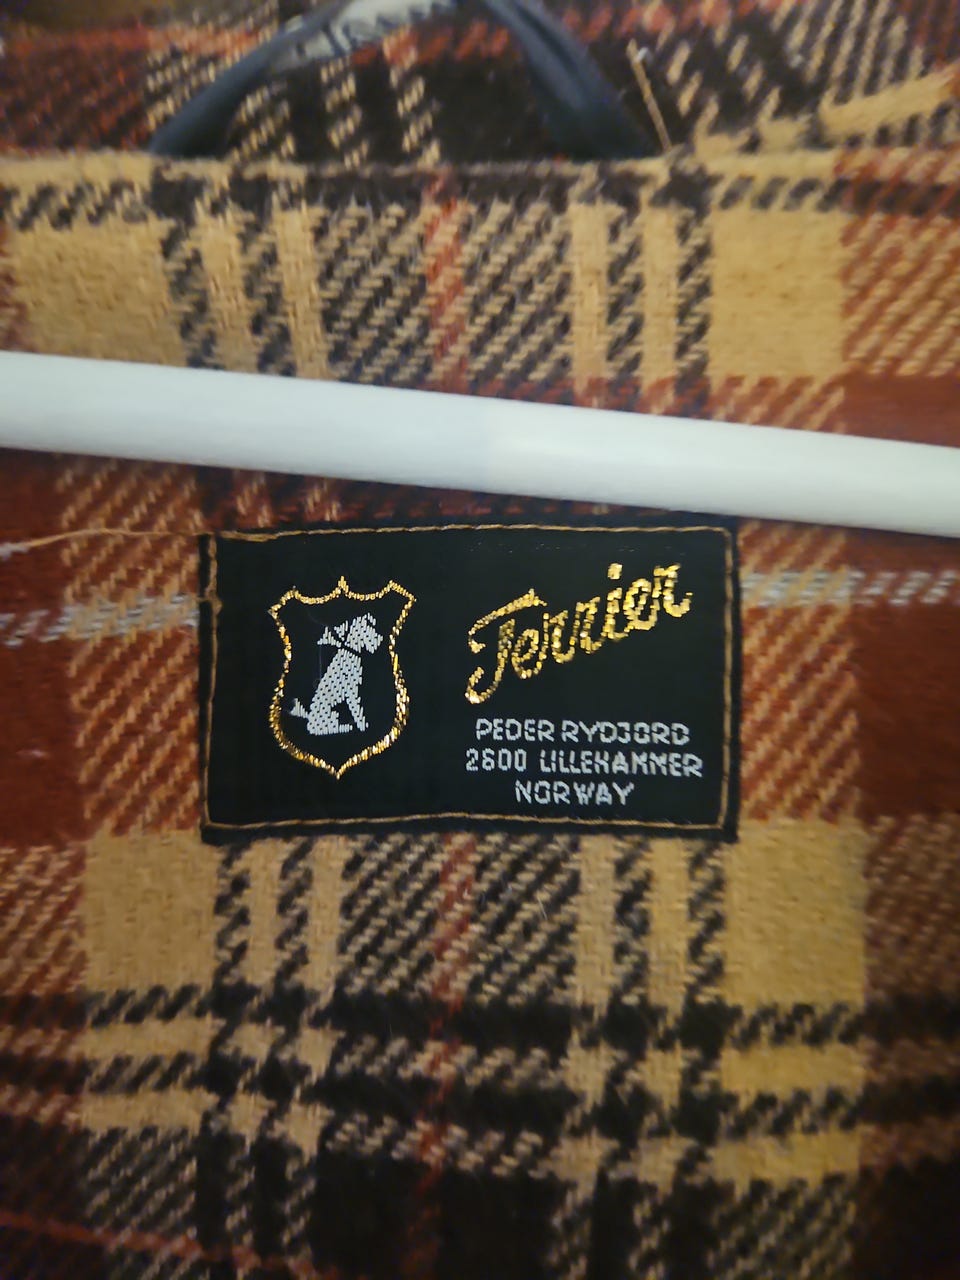 Terrier
PEDER RYDJORD
2600 LILLEHAMMER
NORWAY